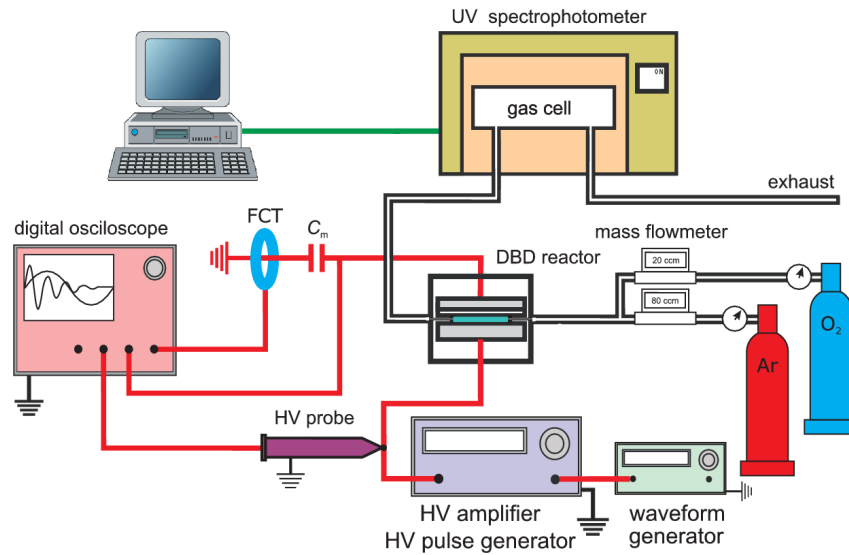 UV spectrophotometer
ON
gas cell
exhaust
FCT
Cm
digital osciloscope
DBD reactor
mass flowmeter
20 ccm
80 ccm
O2
Ar
HV probe
HV amplifier
HV pulse generator
waveform
generator